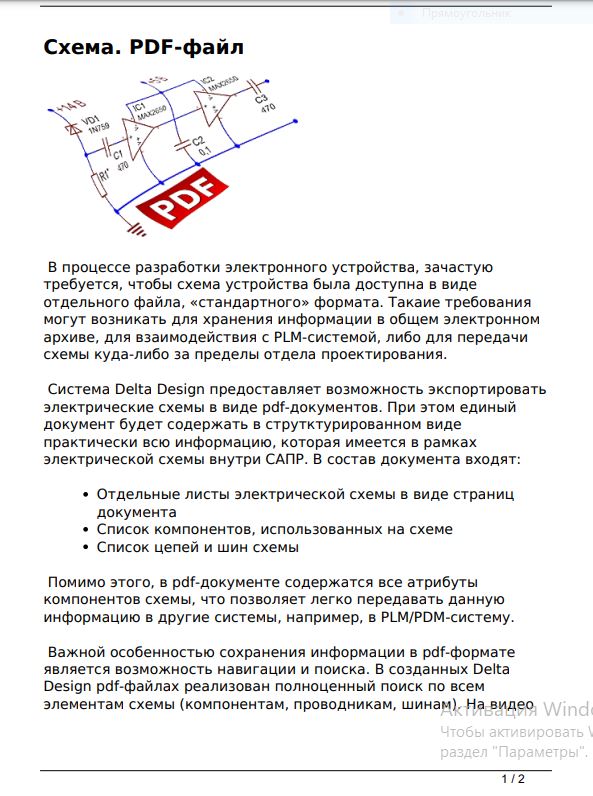 Прямоугольник
Схема. PDF-файл
+14 В
VD1
1N759
IC1
MAX2650
IC2
MAX2650
C3
470
C1
470
C2
0,1
R1*
PDF
В процессе разработки электронного устройства, зачастую
требуется, чтобы схема устройства была доступна в виде
отдельного файла, «стандартного» формата. Такаие требования
могут возникать для хранения информации в общем электронном
архиве, для взаимодействия с PLM-системой, либо для передачи
схемы куда-либо за пределы отдела проектирования.
Система Delta Design предоставляет возможность экспортировать
электрические схемы в виде pdf-документов. При этом единый
документ будет содержать в струтктурированном виде
практически всю информацию, которая имеется в рамках
электрической схемы внутри САПР. В состав документа входят:
• Отдельные листы электрической схемы в виде страниц
документа
• Список компонентов, использованных на схеме
• Список цепей и шин схемы
Помимо этого, в pdf-документе содержатся все атрибуты
компонентов схемы, что позволяет легко передавать данную
информацию в другие системы, например, в PLM/PDM-систему.
Важной особенностью сохранения информации в pdf-формате
является возможность навигации и поиска. В созданных Delta
Design pdf-файлах реализован полноценный поиск по всем
элементам схемы (компонентам, проводникам, шинам). На видео
Активация Windo
Чтобы активировать W
раздел "Параметры".
1 / 2